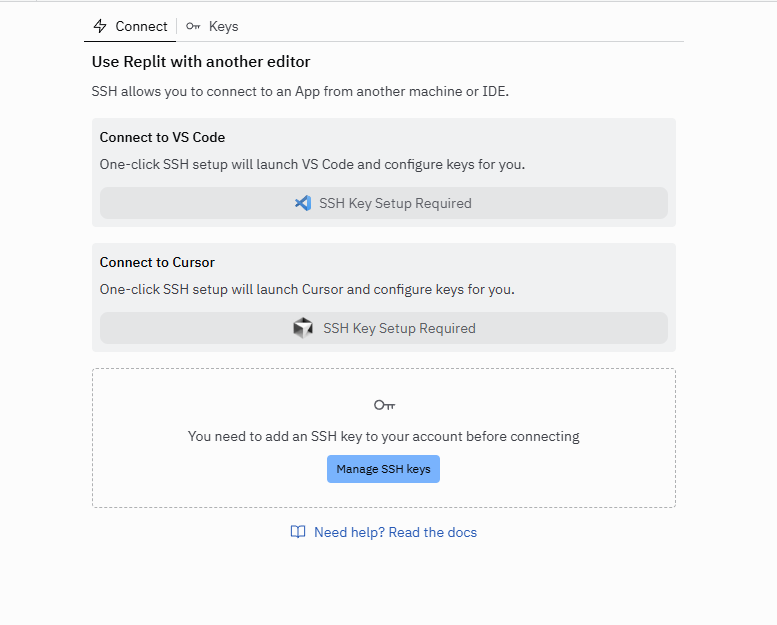 Connect
Keys
Use Replit with another editor
SSH allows you to connect to an App from another machine or IDE.
Connect to VS Code
One-click SSH setup will launch VS Code and configure keys for you.
SSH Key Setup Required
Connect to Cursor
One-click SSH setup will launch Cursor and configure keys for you.
SSH Key Setup Required
You need to add an SSH key to your account before connecting
Manage SSH keys
Need help? Read the docs